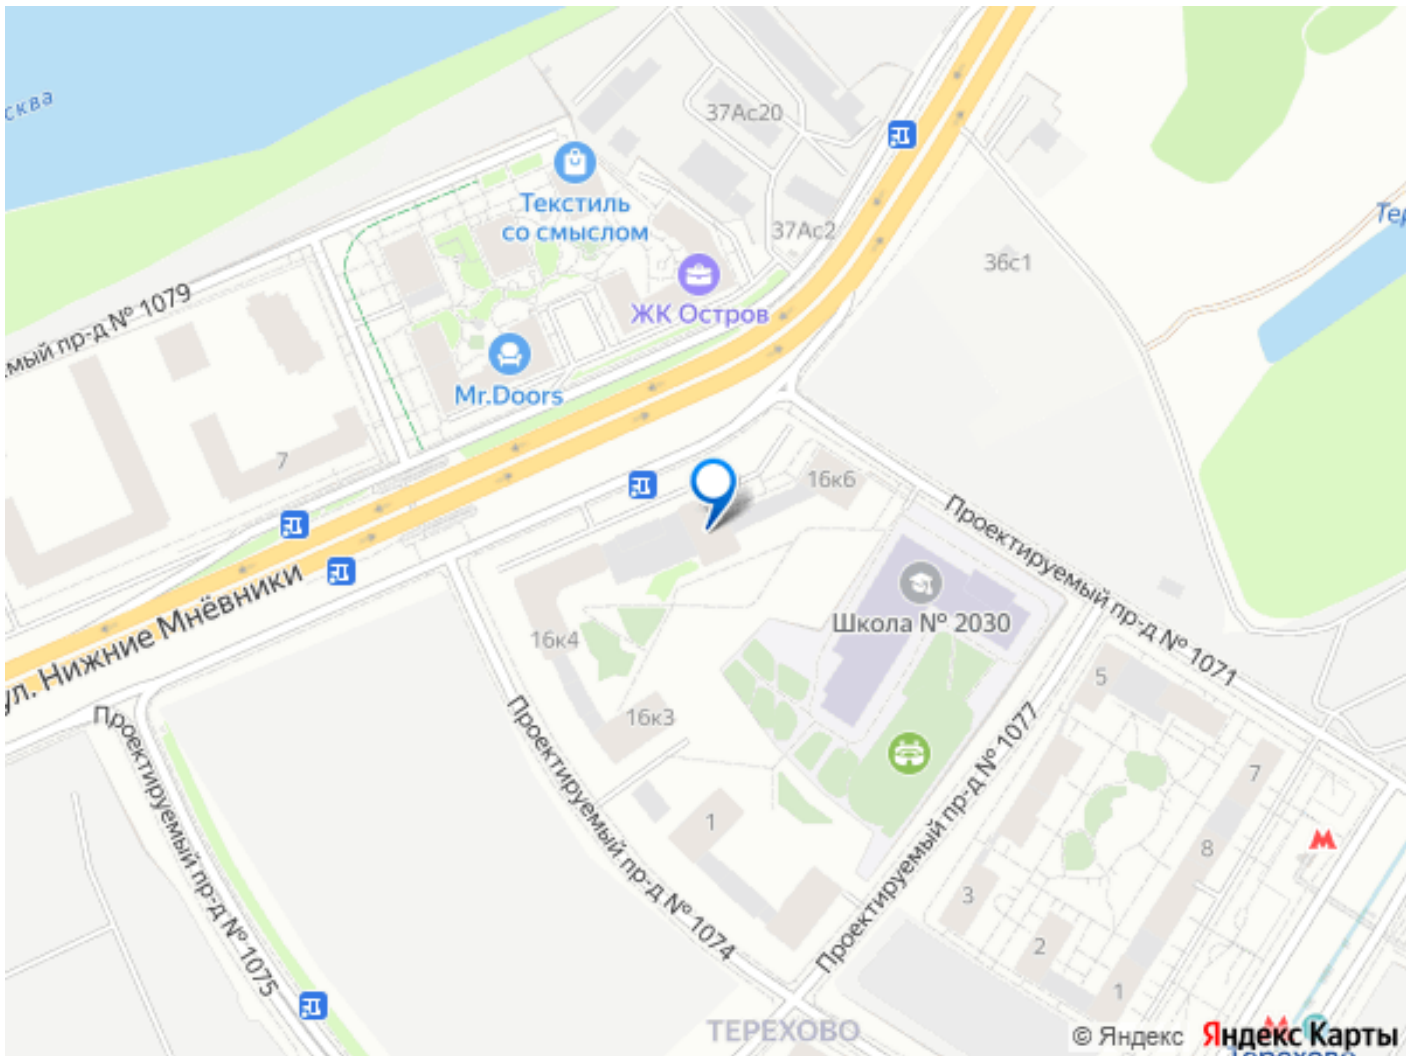 сква
37Ас20
Текстиль
со смыслом
37Ас2
Тер
36с1
мый пр-д № 1079
ЖК Остров
Mr.Doors
7
16к6
Проектируемый пр-д № 1071
ул. Нижние Мнёвники
Школа № 2030
16к4
16к3
5
Проектируемый пр-д № 1075
Проектируемый пр-д № 1074
Проектируемый пр-д № 1077
7
1
8
3
2
1
ТЕРЕХОВО
© Яндекс Яндекс Карты